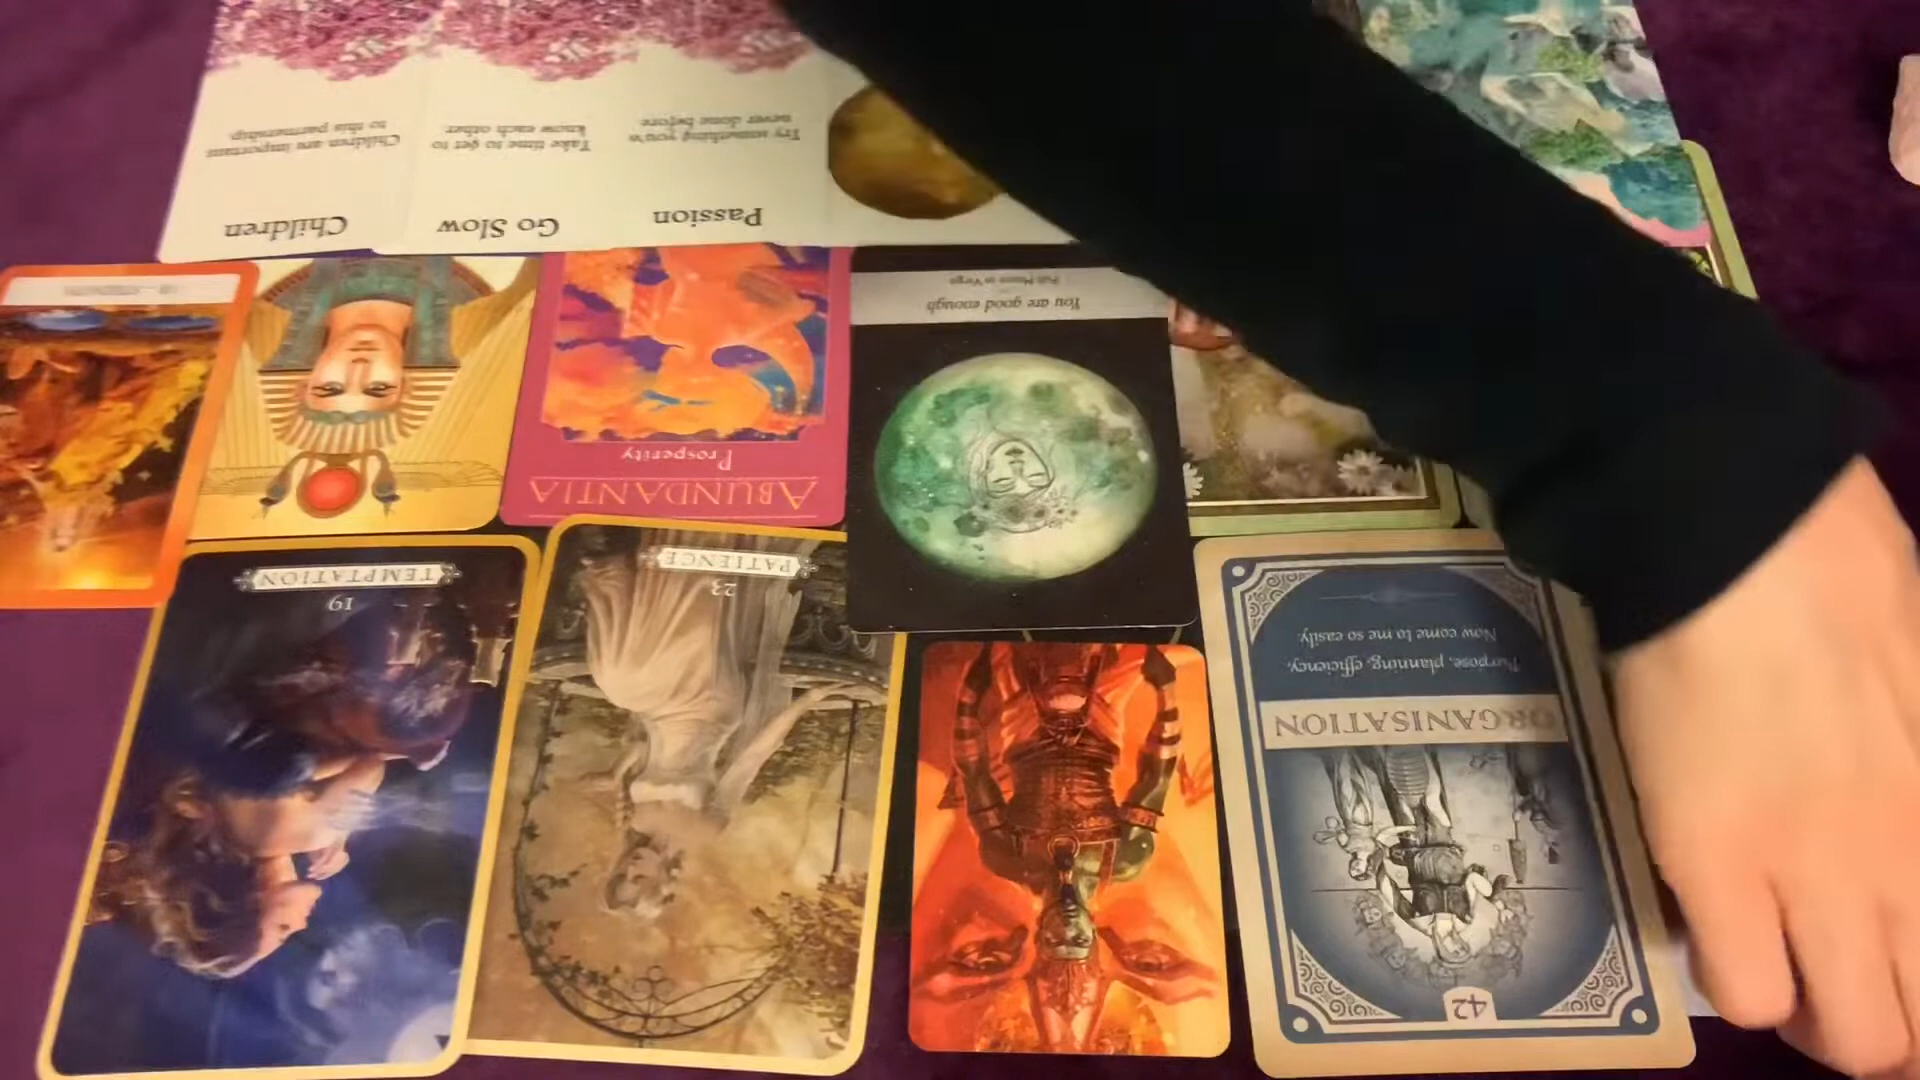 Children
Children are important
to this partnership.
Go Slow
Take time to get to
know each other
Passion
Try something you've
never done before
ABUNDANTIA
Prosperity
You are good enough
Full Moon in Virgo
19
TEMPTATION
23
PATIENCE
42
ORGANISATION
Purpose, planning, efficiency,
Now come to me so easily.